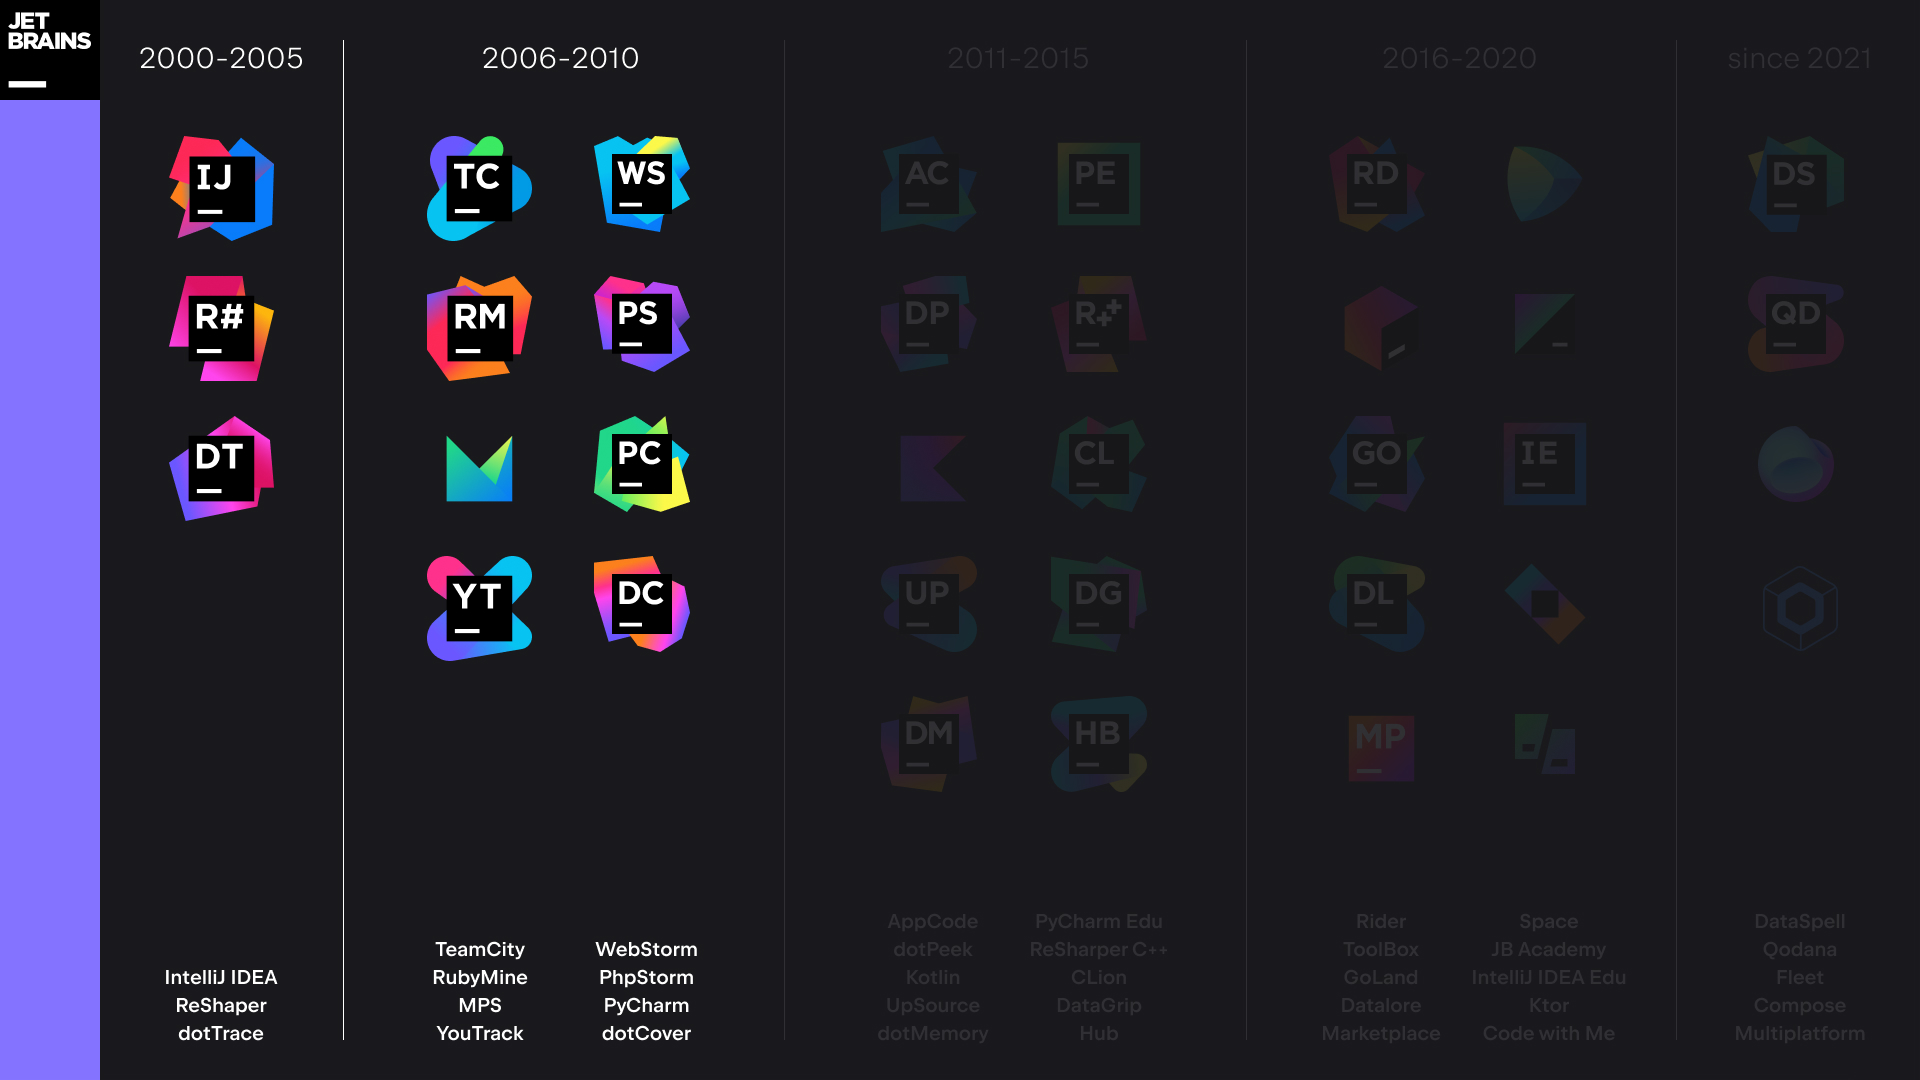 JET
BRAINS
2000-2005
IJ
R#
DT
IntelliJ IDEA
ReShaper
dotTrace
2006-2010
TC
WS
RM
PS
PC
YT
DC
TeamCity
RubyMine
MPS
YouTrack
WebStorm
PhpStorm
PyCharm
dotCover
2011-2015
AC
PE
DP
R++
CL
UP
DG
DM
HB
AppCode
dotPeek
Kotlin
UpSource
dotMemory
PyCharm Edu
ReSharper C++
CLion
DataGrip
Hub
2016-2020
RD
GO
IE
DL
MP
Rider
ToolBox
GoLand
Datalore
Marketplace
Space
JB Academy
IntelliJ IDEA Edu
Ktor
Code with Me
since 2021
DS
QD
DataSpell
Qodana
Fleet
Compose
Multiplatform